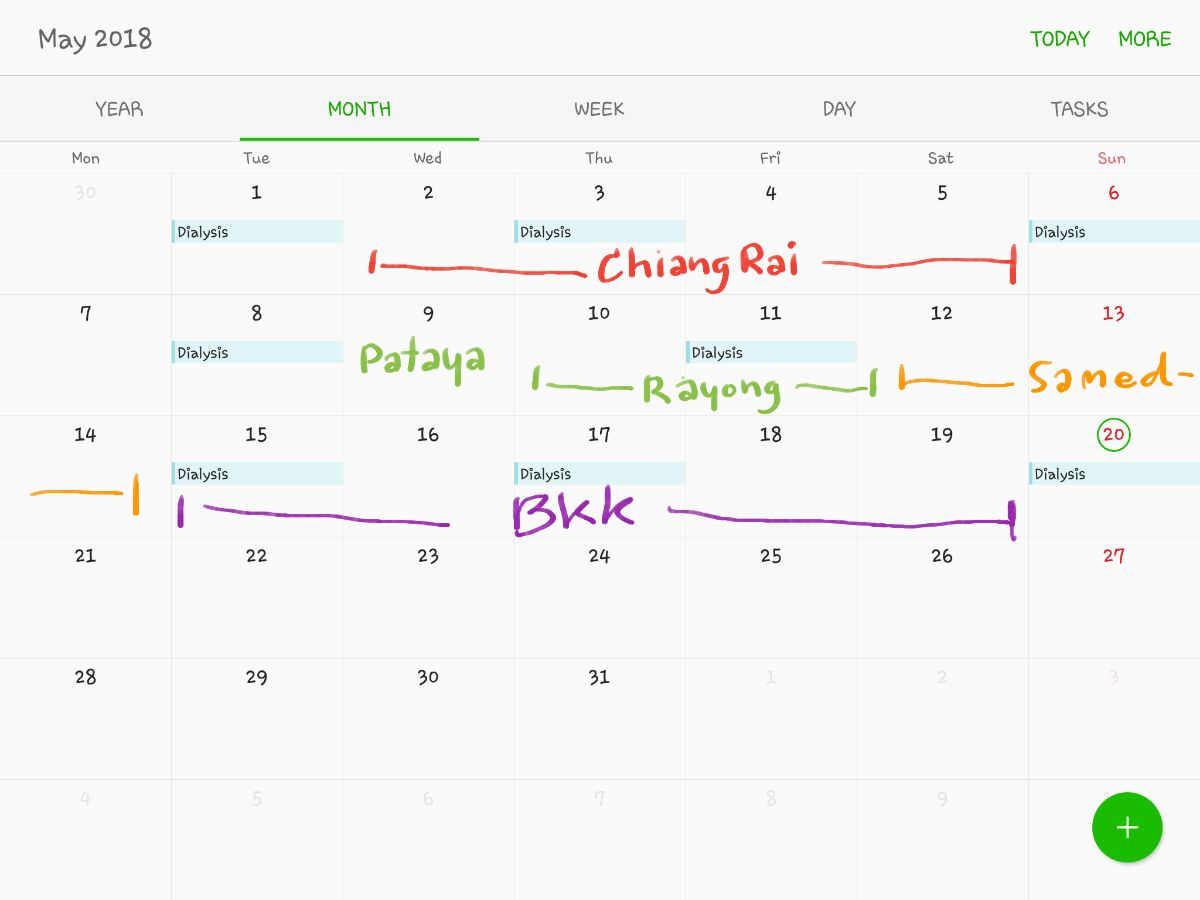 May 2018 TODAY MORE
YEAR MONTH WEEK DAY TASKS
Mon Tue Wed Thu Fri Sat Sun
30 1 2 3 4 5 6
Dialysis Dialysis Dialysis
Chiang Rai
7 8 9 10 11 12 13
Dialysis Pataya Dialysis
Rayong Samed-
14 15 16 17 18 19 20
Dialysis Dialysis Dialysis
Bkk
21 22 23 24 25 26 27
28 29 30 31 1 2 3
4 5 6 7 8 9
+